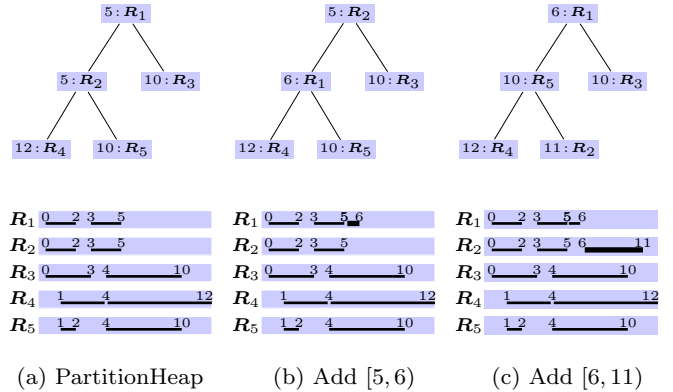 5 : R1 5 : R2 6 : R1
5 : R2 10 : R3 6 : R1 10 : R3 10 : R5 10 : R3
12 : R4 10 : R5 12 : R4 10 : R5 12 : R4 11 : R2
R1 0 2 3 5 R1 0 2 3 5 6 R1 0 2 3 5 6
R2 0 2 3 5 R2 0 2 3 5 R2 0 2 3 5 6 11
R3 0 3 4 10 R3 0 3 4 10 R3 0 3 4 10
R4 1 4 12 R4 1 4 12 R4 1 4 12
R5 1 2 4 10 R5 1 2 4 10 R5 1 4 10
(a) PartitionHeap (b) Add [5, 6) (c) Add [6, 11)